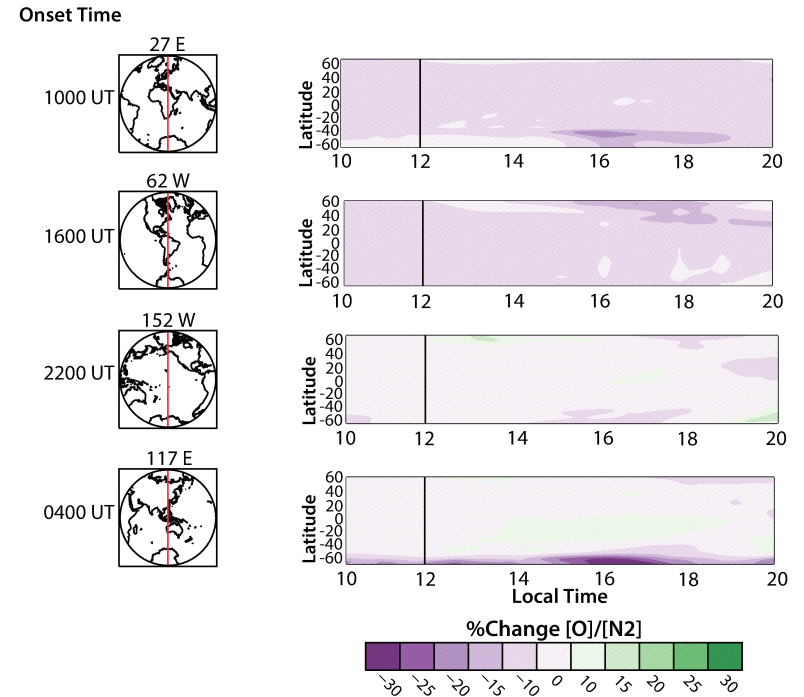 Onset Time
27 E
1000 UT
Latitude
60
40
20
0
-20
-40
-60
10 12 14 16 18 20
62 W
1600 UT
Latitude
60
40
20
0
-20
-40
-60
10 12 14 16 18 20
152 W
2200 UT
Latitude
60
40
20
0
-20
-40
-60
10 12 14 16 18 20
117 E
0400 UT
Latitude
60
40
20
0
-20
-40
-60
10 12 14 16 18 20
Local Time
%Change [O]/[N2]
-30 -25 -20 -15 -10 0 10 15 20 25 30